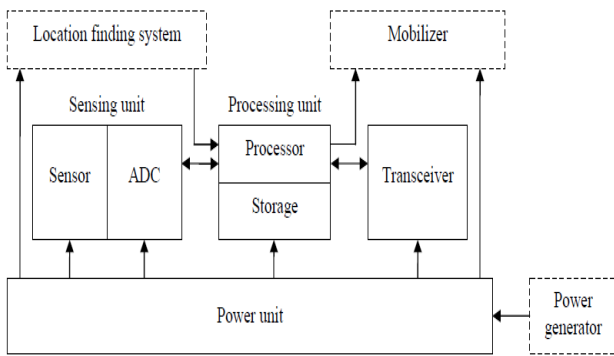 Location finding system
Mobilizer
Sensing unit
Processing unit
Sensor
ADC
Processor
Storage
Transceiver
Power unit
Power
generator